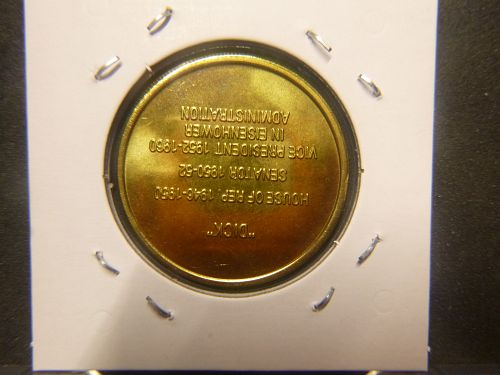 "DICK"
HOUSE OF REP. 1946-1950
SENATOR 1950-52
VICE PRESIDENT 1952-1960
IN EISENHOWER
ADMINISTRATION